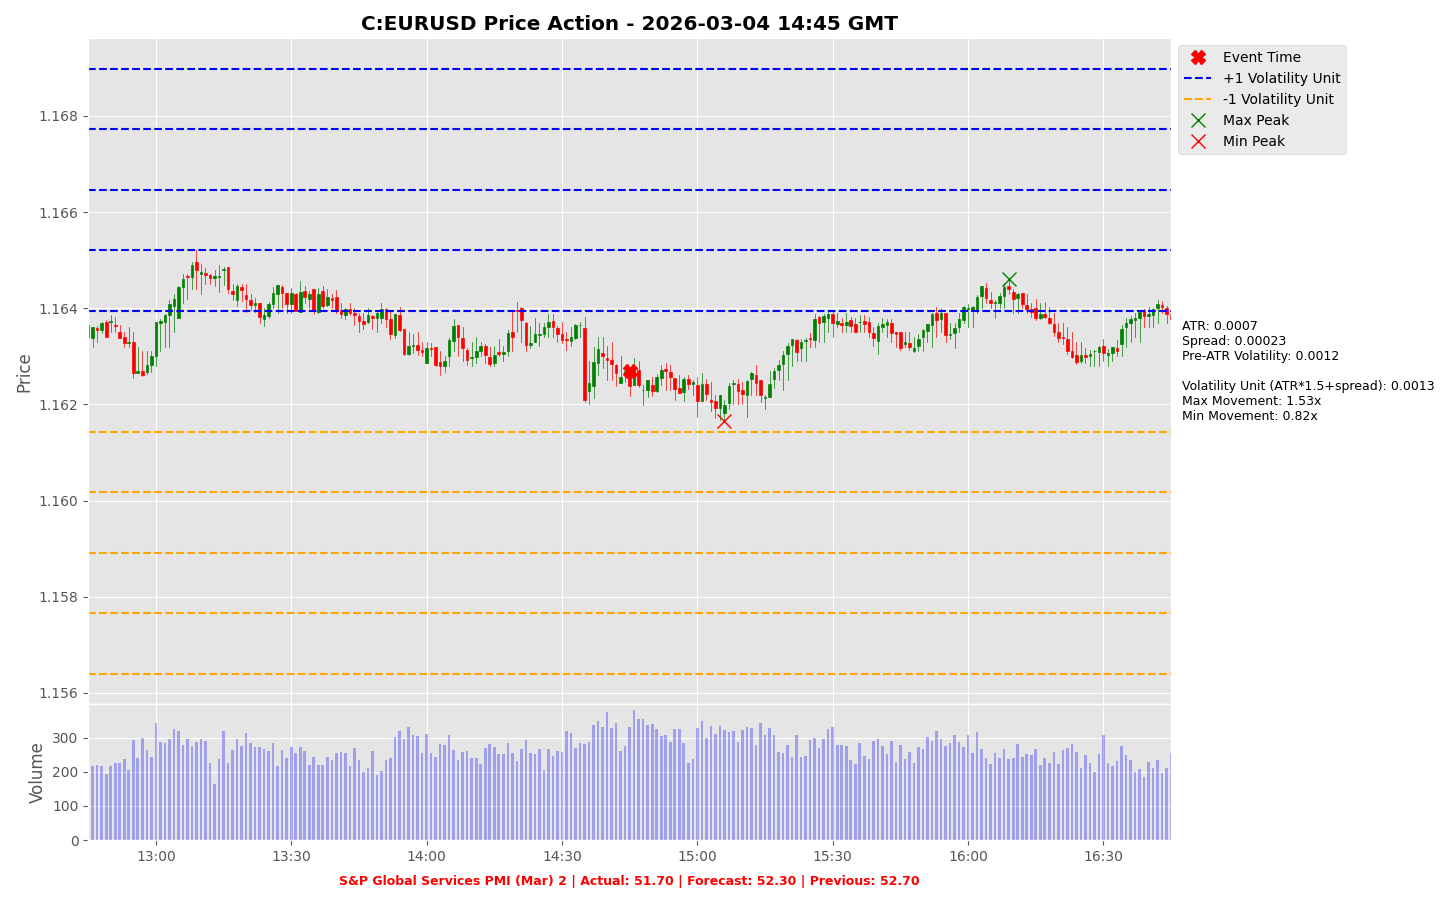 C:EURUSD Price Action - 2026-03-04 14:45 GMT
Event Time
+1 Volatility Unit
-1 Volatility Unit
Max Peak
Min Peak
Price
1.168
1.166
1.164
1.162
1.160
1.158
1.156
ATR: 0.0007
Spread: 0.00023
Pre-ATR Volatility: 0.0012
Volatility Unit (ATR*1.5+spread): 0.0013
Max Movement: 1.53x
Min Movement: 0.82x
Volume
300
200
100
0
13:00 13:30 14:00 14:30 15:00 15:30 16:00 16:30
S&P Global Services PMI (Mar) 2 | Actual: 51.70 | Forecast: 52.30 | Previous: 52.70